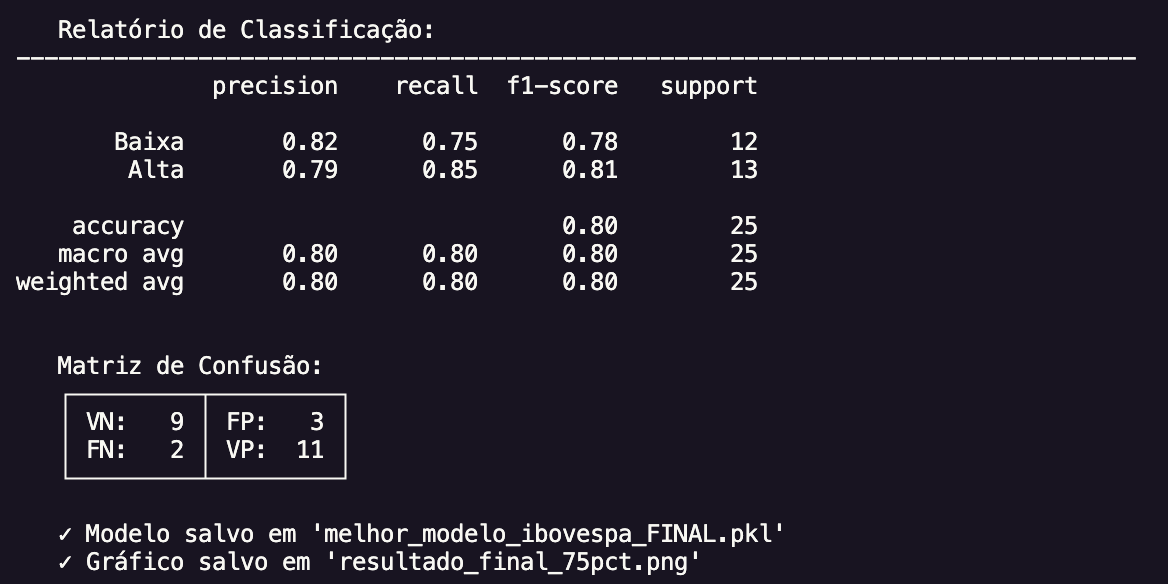 Relatório de Classificação:
--------------------------------------------------------------------------------
precision recall f1-score support
Baixa 0.82 0.75 0.78 12
Alta 0.79 0.85 0.81 13
accuracy 0.80 25
macro avg 0.80 0.80 0.80 25
weighted avg 0.80 0.80 0.80 25
Matriz de Confusão:
VN: 9 FP: 3
FN: 2 VP: 11
✓ Modelo salvo em 'melhor_modelo_ibovespa_FINAL.pkl'
✓ Gráfico salvo em 'resultado_final_75pct.png'